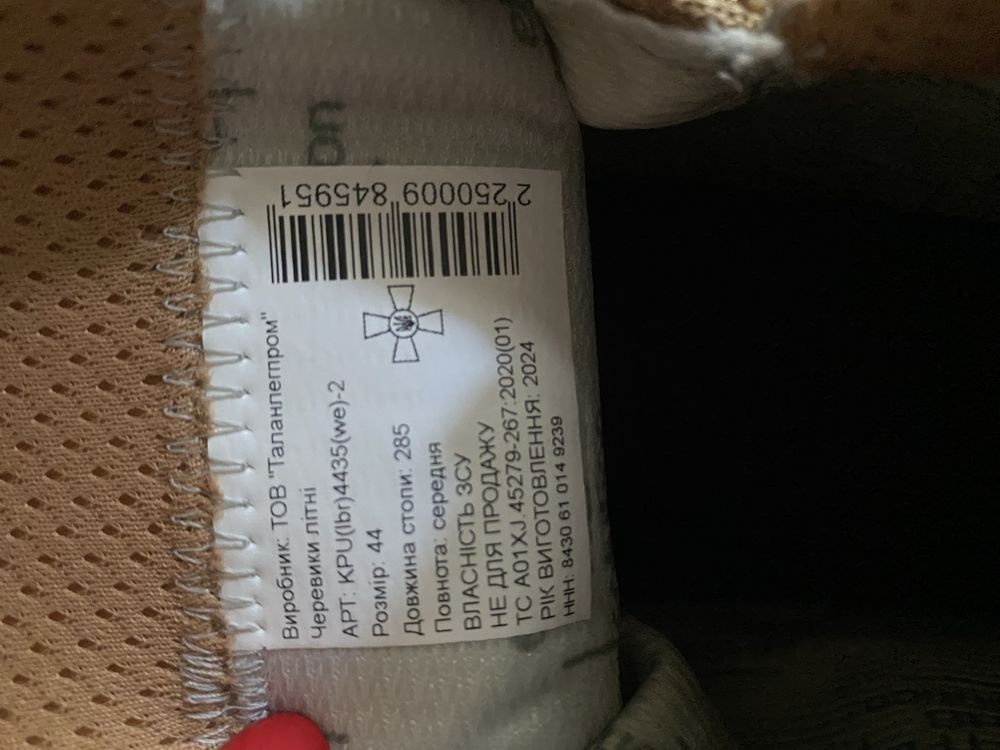 2 250009 845951
Виробник: ТОВ "Таланлегпром"
Черевики літні
АРТ: KPU(lbr)4435(we)-2
Розмір: 44
Довжина стопи: 285
Повнота: середня
ВЛАСНІСТЬ ЗСУ
НЕ ДЛЯ ПРОДАЖУ
ТС А01XJ.45279-267:2020(01)
РІК ВИГОТОВЛЕННЯ: 2024
ННН: 8430 61 014 9239
on